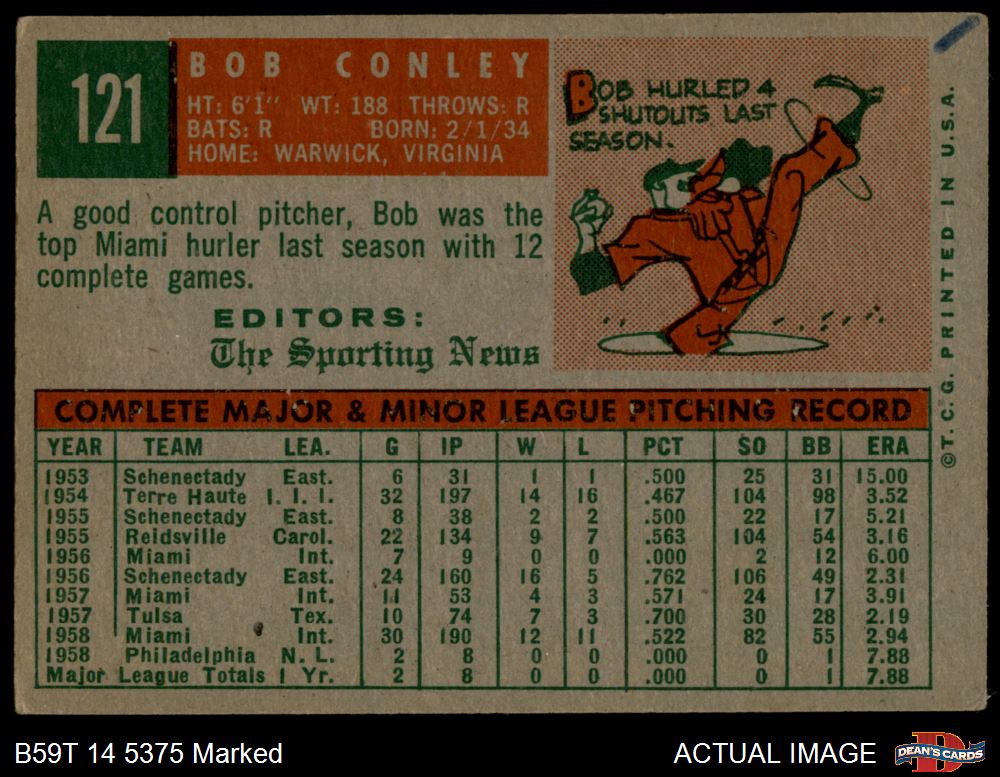 121
BOB CONLEY
HT: 6'1" WT: 188 THROWS: R
BATS: R BORN: 2/1/34
HOME: WARWICK, VIRGINIA
BOB HURLED 4
SHUTOUTS LAST
SEASON.
A good control pitcher, Bob was the
top Miami hurler last season with 12
complete games.
EDITORS:
The Sporting News
©T.C.G. PRINTED IN U.S.A.
COMPLETE MAJOR & MINOR LEAGUE PITCHING RECORD
YEAR TEAM LEA. G IP W L PCT SO BB ERA
1953 Schenectady East. 6 31 1 1 .500 25 31 15.00
1954 Terre Haute I. I. I. 32 197 14 16 .467 104 98 3.52
1955 Schenectady East. 8 38 2 2 .500 22 17 5.21
1955 Reidsville Carol. 22 134 9 7 .563 104 54 3.16
1956 Miami Int. 7 9 0 0 .000 2 12 6.00
1956 Schenectady East. 24 160 16 5 .762 106 49 2.31
1957 Miami Int. 11 53 4 3 .571 24 17 3.91
1957 Tulsa Tex. 10 74 7 3 .700 30 28 2.19
1958 Miami Int. 30 190 12 11 .522 82 55 2.94
1958 Philadelphia N. L. 2 8 0 0 .000 0 1 7.88
Major League Totals 1 Yr. 2 8 0 0 .000 0 1 7.88
B59T 14 5375 Marked
ACTUAL IMAGE
DEAN'S CARDS